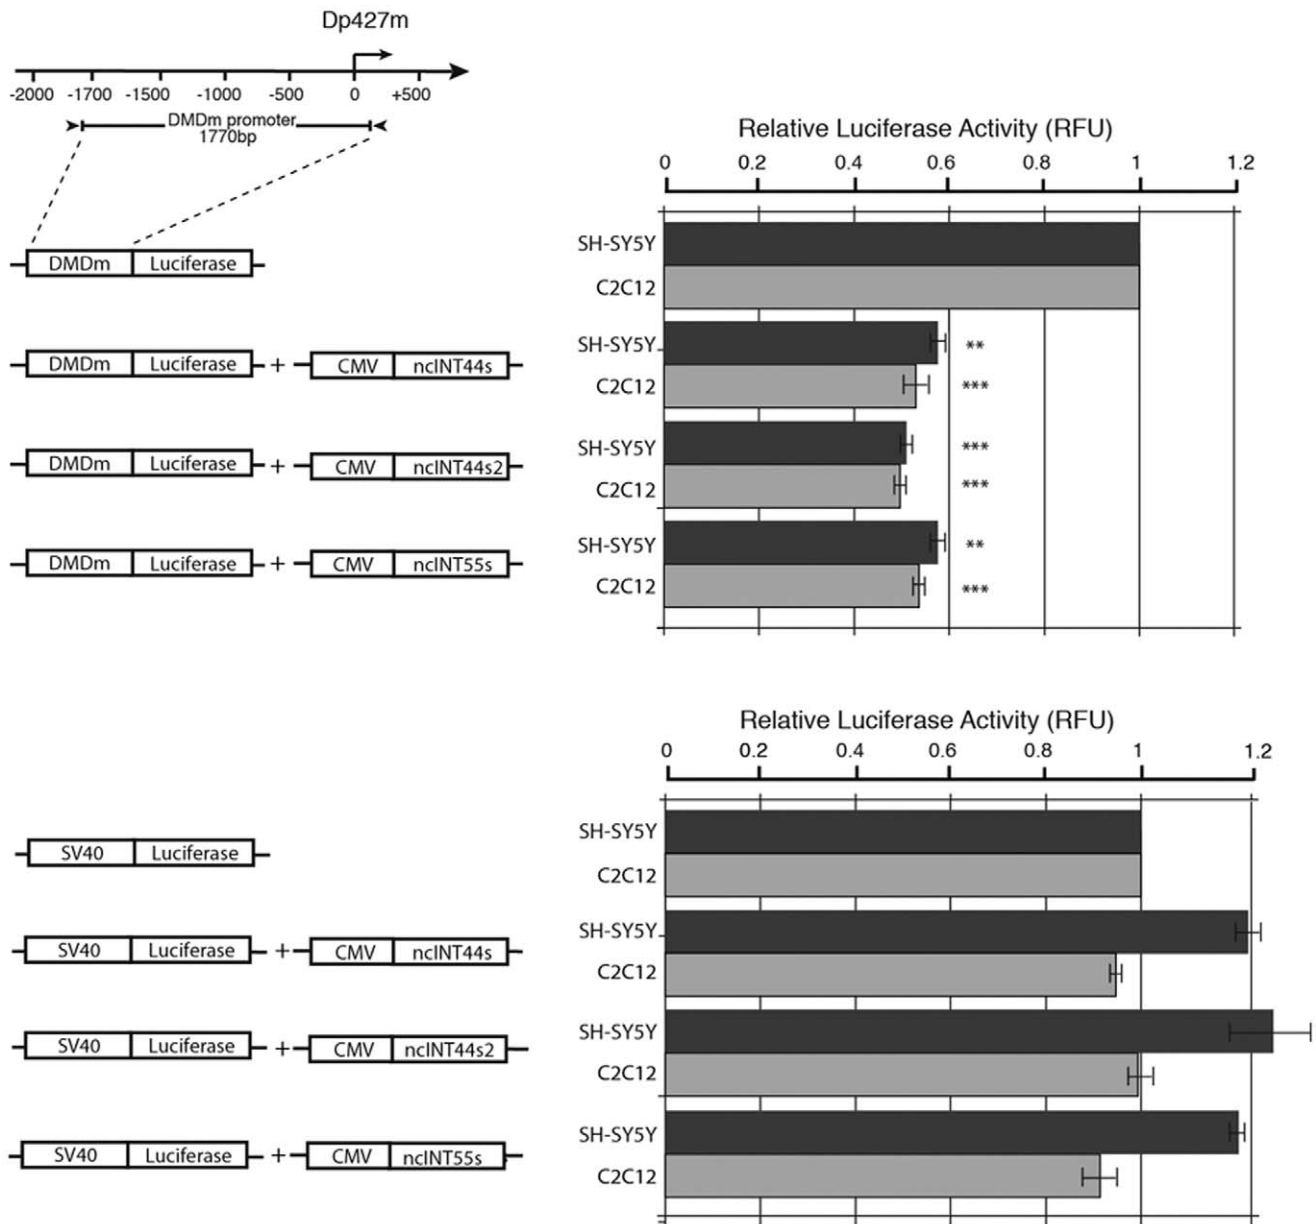 Dp427m
-2000 -1700 -1500 -1000 -500 0 +500
DMDm promoter
1770bp
Relative Luciferase Activity (RFU)
0 0.2 0.4 0.6 0.8 1 1.2
DMDm Luciferase
SH-SY5Y
C2C12
DMDm Luciferase + CMV ncINT44s
SH-SY5Y **
C2C12 ***
DMDm Luciferase + CMV ncINT44s2
SH-SY5Y ***
C2C12 ***
DMDm Luciferase + CMV ncINT55s
SH-SY5Y **
C2C12 ***
Relative Luciferase Activity (RFU)
0 0.2 0.4 0.6 0.8 1 1.2
SV40 Luciferase
SH-SY5Y
C2C12
SV40 Luciferase + CMV ncINT44s
SH-SY5Y
C2C12
SV40 Luciferase + CMV ncINT44s2
SH-SY5Y
C2C12
SV40 Luciferase + CMV ncINT55s
SH-SY5Y
C2C12